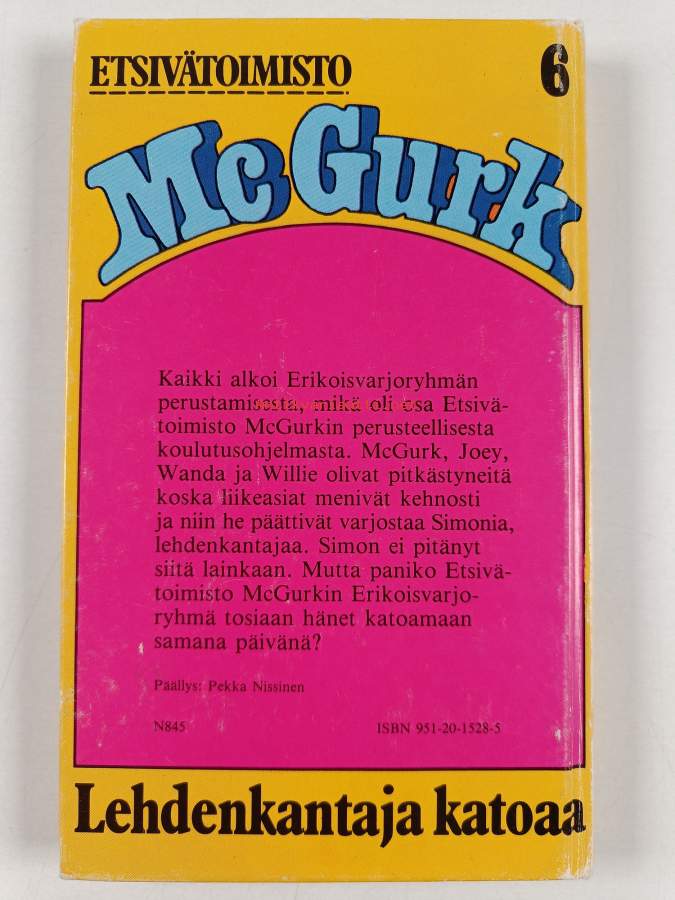 ETSIVÄTOIMISTO
6
McGurk
Kaikki alkoi Erikoisvarjoryhmän
perustamisesta, mikä oli osa Etsivä-
toimisto McGurkin perusteellisesta
koulutusohjelmasta. McGurk, Joey,
Wanda ja Willie olivat pitkästyneitä
koska liikeasiat menivät kehnosti
ja niin he päättivät varjostaa Simonia,
lehdenkantajaa. Simon ei pitänyt
siitä lainkaan. Mutta paniko Etsivä-
toimisto McGurkin Erikoisvarjo-
ryhmä tosiaan hänet katoamaan
samana päivänä?
Päällys: Pekka Nissinen
N845
ISBN 951-20-1528-5
Lehdenkantaja katoaa